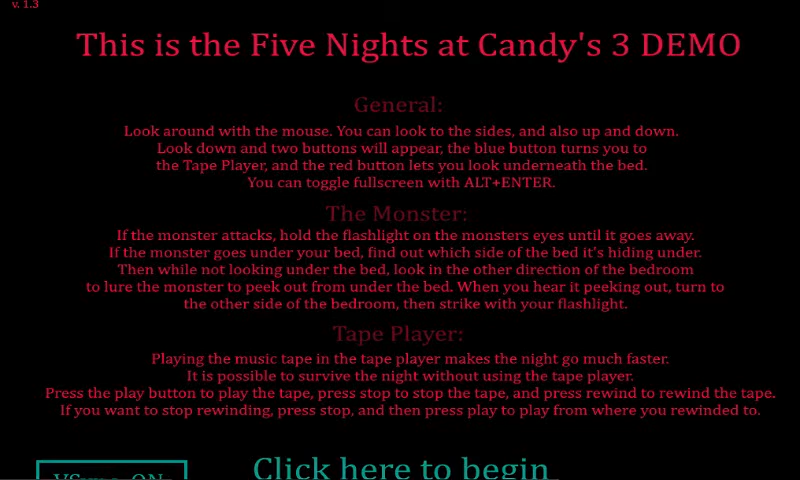 v. 1.3
This is the Five Nights at Candy's 3 DEMO
General:
Look around with the mouse. You can look to the sides, and also up and down.
Look down and two buttons will appear, the blue button turns you to
the Tape Player, and the red button lets you look underneath the bed.
You can toggle fullscreen with ALT+ENTER.
The Monster:
If the monster attacks, hold the flashlight on the monsters eyes until it goes away.
If the monster goes under your bed, find out which side of the bed it's hiding under.
Then while not looking under the bed, look in the other direction of the bedroom
to lure the monster to peek out from under the bed. When you hear it peeking out, turn to
the other side of the bedroom, then strike with your flashlight.
Tape Player:
Playing the music tape in the tape player makes the night go much faster.
It is possible to survive the night without using the tape player.
Press the play button to play the tape, press stop to stop the tape, and press rewind to rewind the tape.
If you want to stop rewinding, press stop, and then press play to play from where you rewinded to.
Click here to begin
VSync ON